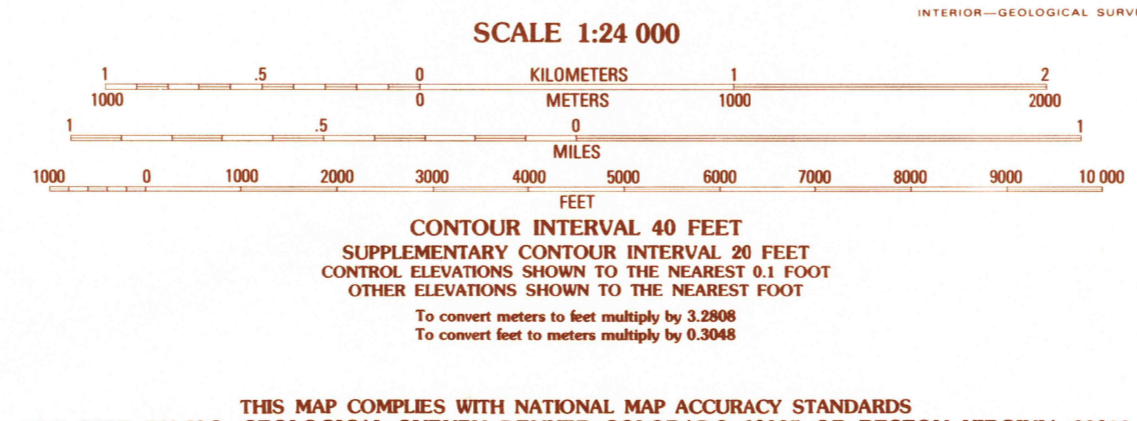 INTERIOR—GEOLOGICAL
SCALE 1:24 000
1 .5 0 KILOMETERS 1 2
1000 0 METERS 1000 2000
1 .5 0 1
MILES
1000 0 1000 2000 3000 4000 5000 6000 7000 8000 9000 10 000
FEET
CONTOUR INTERVAL 40 FEET
SUPPLEMENTARY CONTOUR INTERVAL 20 FEET
CONTROL ELEVATIONS SHOWN TO THE NEAREST 0.1 FOOT
OTHER ELEVATIONS SHOWN TO THE NEAREST FOOT
To convert meters to feet multiply by 3.2808
To convert feet to meters multiply by 0.3048
THIS MAP COMPLIES WITH NATIONAL MAP ACCURACY STANDARDS